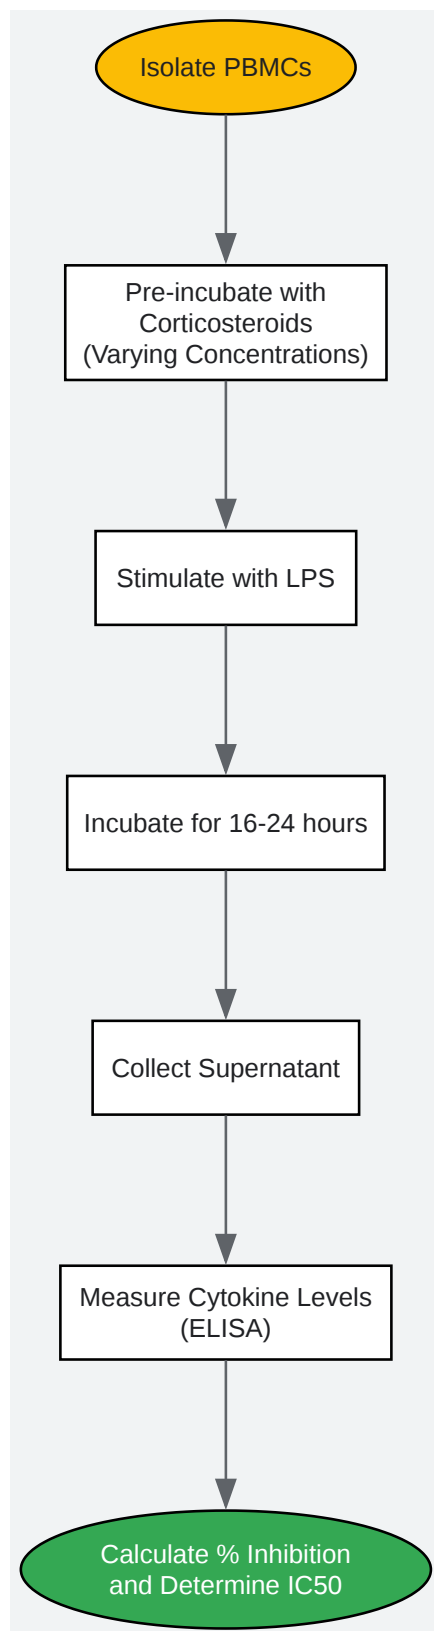 Isolate PBMCs
Pre-incubate with
Corticosteroids
(Varying Concentrations)
Stimulate with LPS
Incubate for 16-24 hours
Collect Supernatant
Measure Cytokine Levels
(ELISA)
Calculate % Inhibition
and Determine IC50